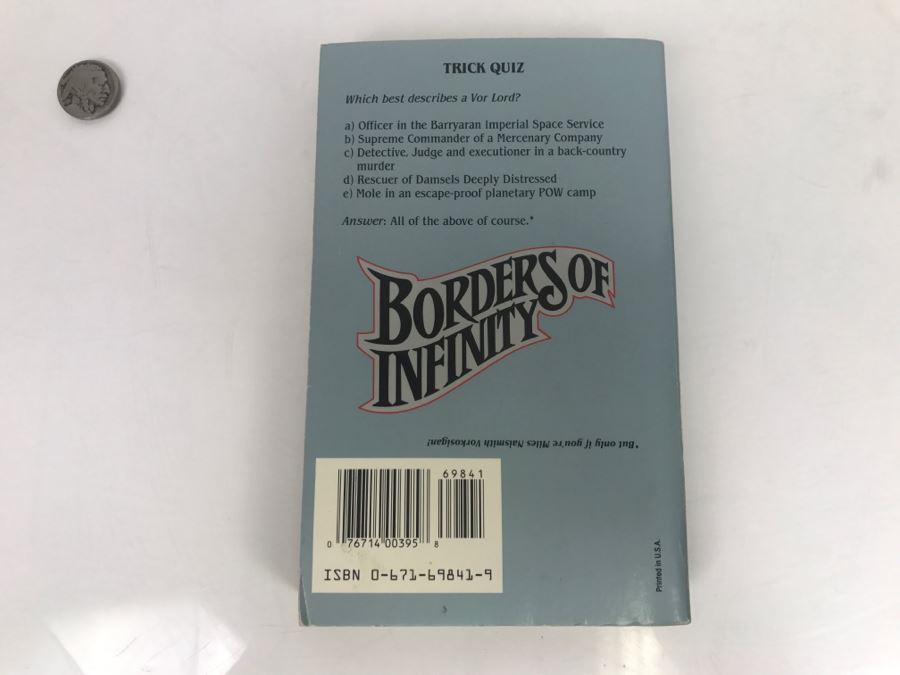 TRICK QUIZ
Which best describes a Vor Lord?
a) Officer in the Barryaran Imperial Space Service
b) Supreme Commander of a Mercenary Company
c) Detective, Judge and executioner in a back-country
murder
d) Rescuer of Damsels Deeply Distressed
e) Mole in an escape-proof planetary POW camp
Answer: All of the above of course.*
BORDERS OF
INFINITY
*But only if you're Miles Naismith Vorkosigan!
69841
0 76714 00395 8
ISBN 0-671-69841-9
Printed in U.S.A.
3